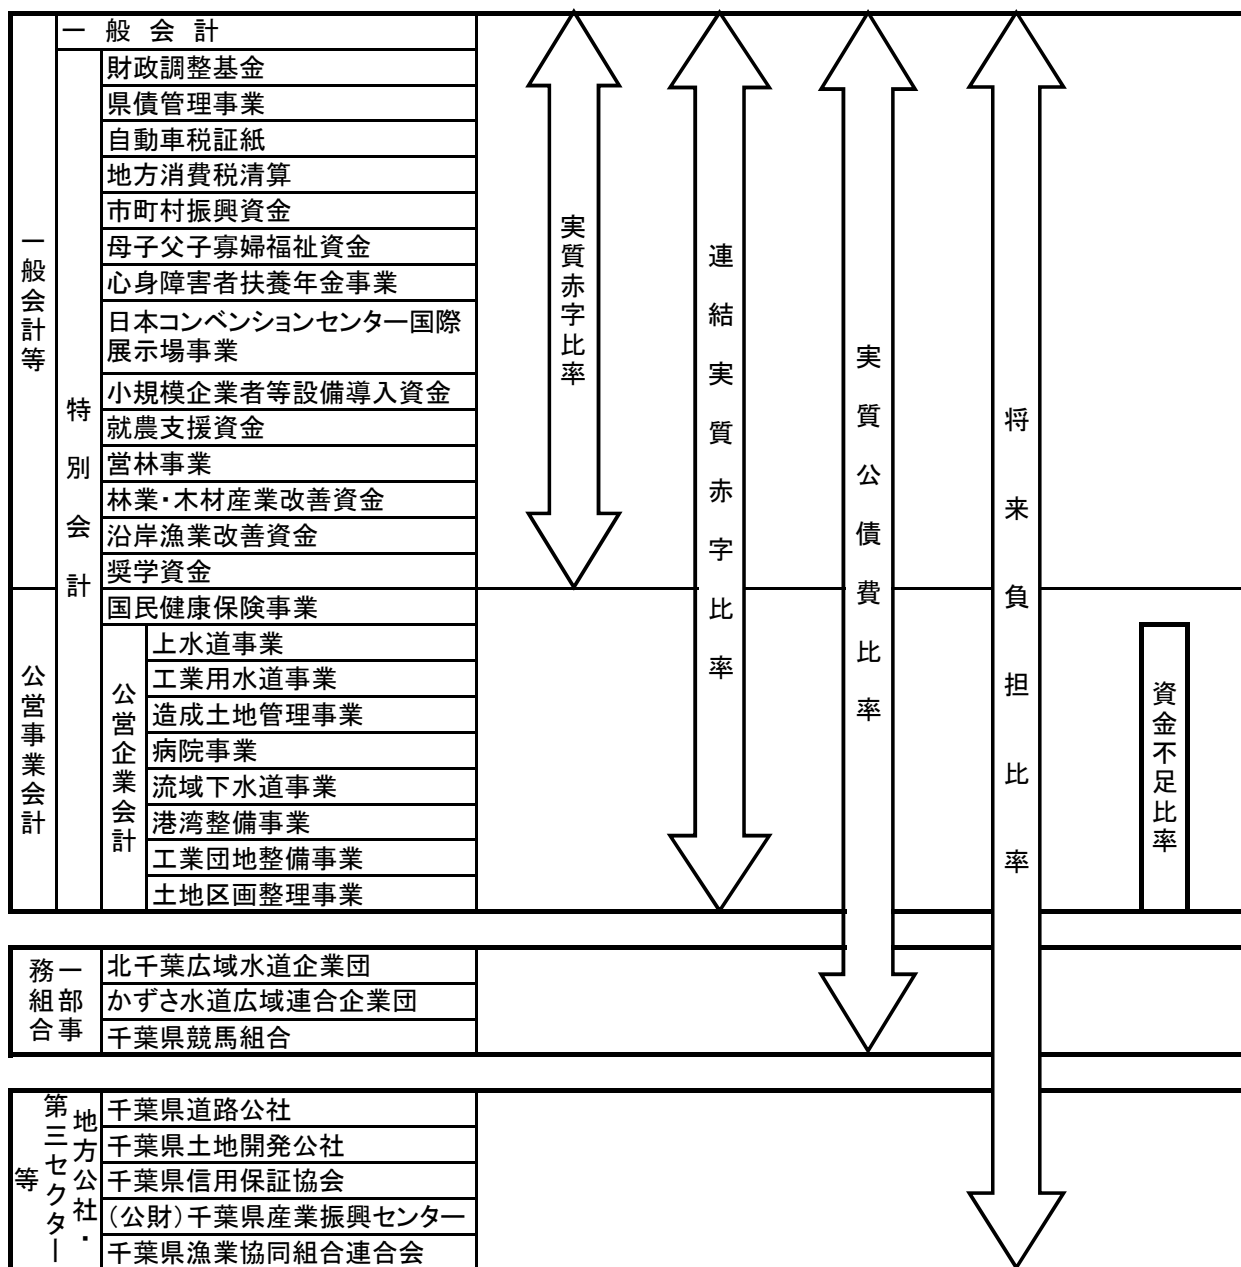 一般会計等
一般会計
特別会計
財政調整基金
県債管理事業
自動車税証紙
地方消費税清算
市町村振興資金
母子父子寡婦福祉資金
心身障害者扶養年金事業
日本コンベンションセンター国際
展示場事業
小規模企業者等設備導入資金
就農支援資金
営林事業
林業・木材産業改善資金
沿岸漁業改善資金
奨学資金
公営事業会計
国民健康保険事業
公営企業会計
上水道事業
工業用水道事業
造成土地管理事業
病院事業
流域下水道事業
港湾整備事業
工業団地整備事業
土地区画整理事業
実質赤字比率
連結実質赤字比率
実質公債費比率
将来負担比率
資金不足比率
一部事
務組合
北千葉広域水道企業団
かずさ水道広域連合企業団
千葉県競馬組合
地方公社・
第三セクター
等
千葉県道路公社
千葉県土地開発公社
千葉県信用保証協会
(公財)千葉県産業振興センター
千葉県漁業協同組合連合会